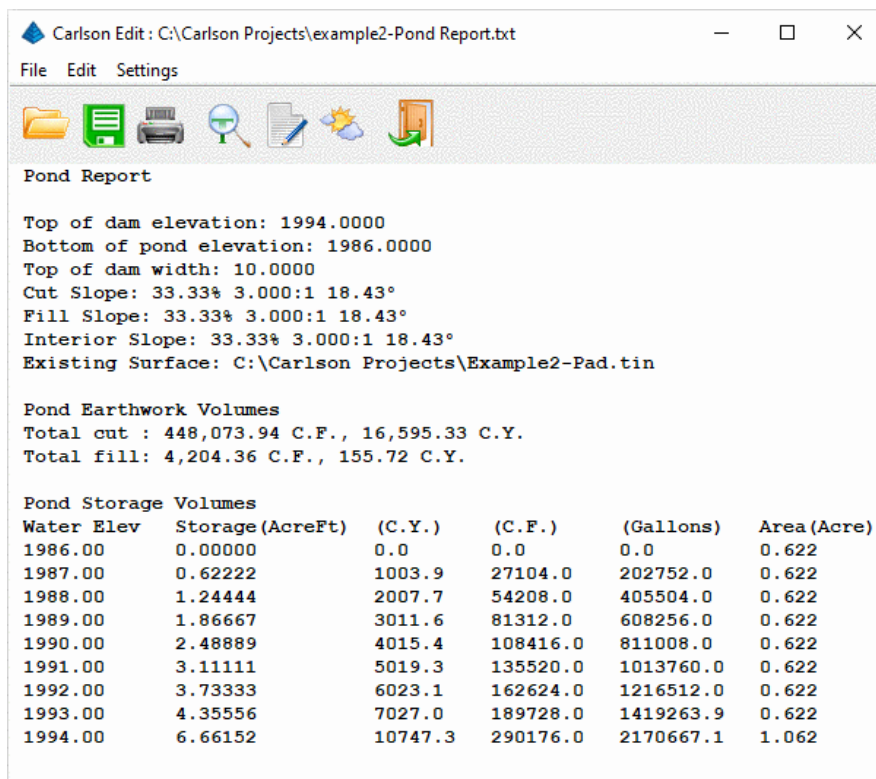 Carlson Edit : C:\Carlson Projects\example2-Pond Report.txt
File Edit Settings
Pond Report
Top of dam elevation: 1994.0000
Bottom of pond elevation: 1986.0000
Top of dam width: 10.0000
Cut Slope: 33.33% 3.000:1 18.43°
Fill Slope: 33.33% 3.000:1 18.43°
Interior Slope: 33.33% 3.000:1 18.43°
Existing Surface: C:\Carlson Projects\Example2-Pad.tin
Pond Earthwork Volumes
Total cut : 448,073.94 C.F., 16,595.33 C.Y.
Total fill: 4,204.36 C.F., 155.72 C.Y.
Pond Storage Volumes
Water Elev Storage(AcreFt) (C.Y.) (C.F.) (Gallons) Area(Acre)
1986.00 0.00000 0.0 0.0 0.0 0.622
1987.00 0.62222 1003.9 27104.0 202752.0 0.622
1988.00 1.24444 2007.7 54208.0 405504.0 0.622
1989.00 1.86667 3011.6 81312.0 608256.0 0.622
1990.00 2.48889 4015.4 108416.0 811008.0 0.622
1991.00 3.11111 5019.3 135520.0 1013760.0 0.622
1992.00 3.73333 6023.1 162624.0 1216512.0 0.622
1993.00 4.35556 7027.0 189728.0 1419263.9 0.622
1994.00 6.66152 10747.3 290176.0 2170667.1 1.062